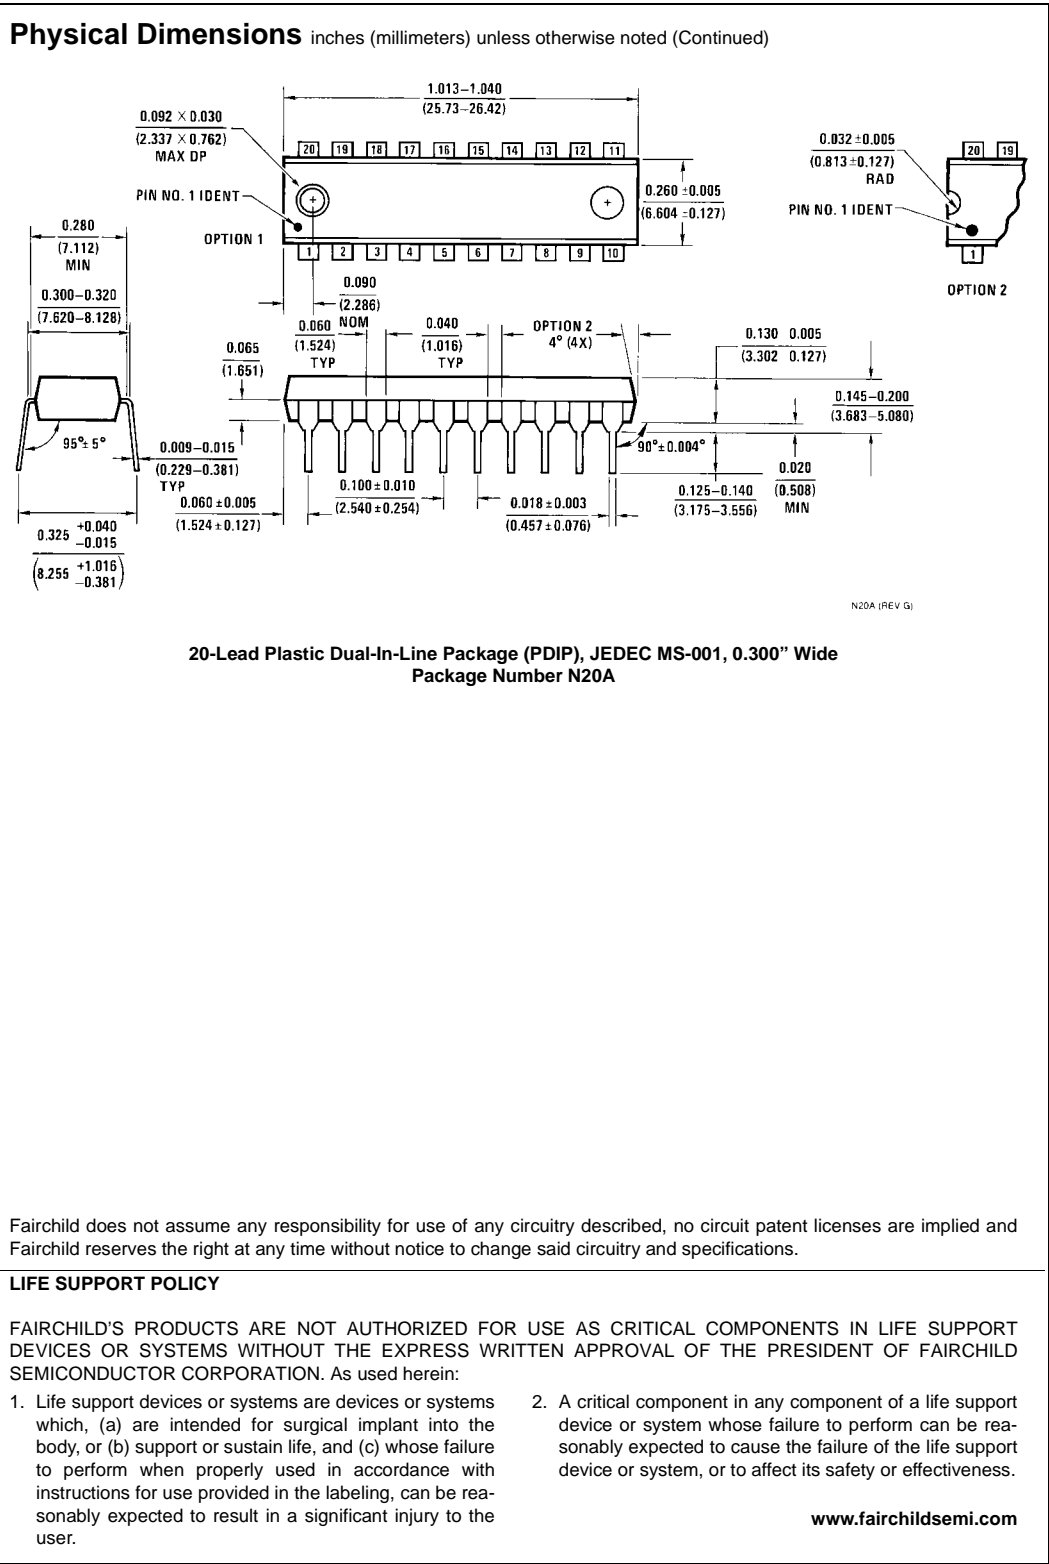 Physical Dimensions inches (millimeters) unless otherwise noted (Continued)
1.013–1.040
(25.73–26.42)
0.092 × 0.030
(2.337 × 0.762)
MAX DP
20 19 18 17 16 15 14 13 12 11
0.032 ±0.005
(0.813 ±0.127)
RAD
20 19
PIN NO. 1 IDENT
0.260 ±0.005
(6.604 ±0.127)
PIN NO. 1 IDENT
0.280
(7.112)
MIN
OPTION 1
1 2 3 4 5 6 7 8 9 10
1
OPTION 2
0.300–0.320
(7.620–8.128)
0.090
(2.286)
NOM
0.060
(1.524)
TYP
0.040
(1.016)
TYP
OPTION 2
4° (4X)
0.130 0.005
(3.302 0.127)
0.065
(1.651)
0.145–0.200
(3.683–5.080)
95°± 5°
0.009–0.015
(0.229–0.381)
TYP
90°±0.004°
0.020
(0.508)
MIN
0.100 ±0.010
(2.540 ±0.254)
0.125–0.140
(3.175–3.556)
0.060 ±0.005
(1.524 ±0.127)
0.018 ±0.003
(0.457 ±0.076)
0.325 +0.040
–0.015
(8.255 +1.016
–0.381)
N20A (REV G)
20-Lead Plastic Dual-In-Line Package (PDIP), JEDEC MS-001, 0.300” Wide
Package Number N20A
Fairchild does not assume any responsibility for use of any circuitry described, no circuit patent licenses are implied and
Fairchild reserves the right at any time without notice to change said circuitry and specifications.
LIFE SUPPORT POLICY
FAIRCHILD’S PRODUCTS ARE NOT AUTHORIZED FOR USE AS CRITICAL COMPONENTS IN LIFE SUPPORT
DEVICES OR SYSTEMS WITHOUT THE EXPRESS WRITTEN APPROVAL OF THE PRESIDENT OF FAIRCHILD
SEMICONDUCTOR CORPORATION. As used herein:
1. Life support devices or systems are devices or systems
which, (a) are intended for surgical implant into the
body, or (b) support or sustain life, and (c) whose failure
to perform when properly used in accordance with
instructions for use provided in the labeling, can be rea-
sonably expected to result in a significant injury to the
user.
2. A critical component in any component of a life support
device or system whose failure to perform can be rea-
sonably expected to cause the failure of the life support
device or system, or to affect its safety or effectiveness.
www.fairchildsemi.com